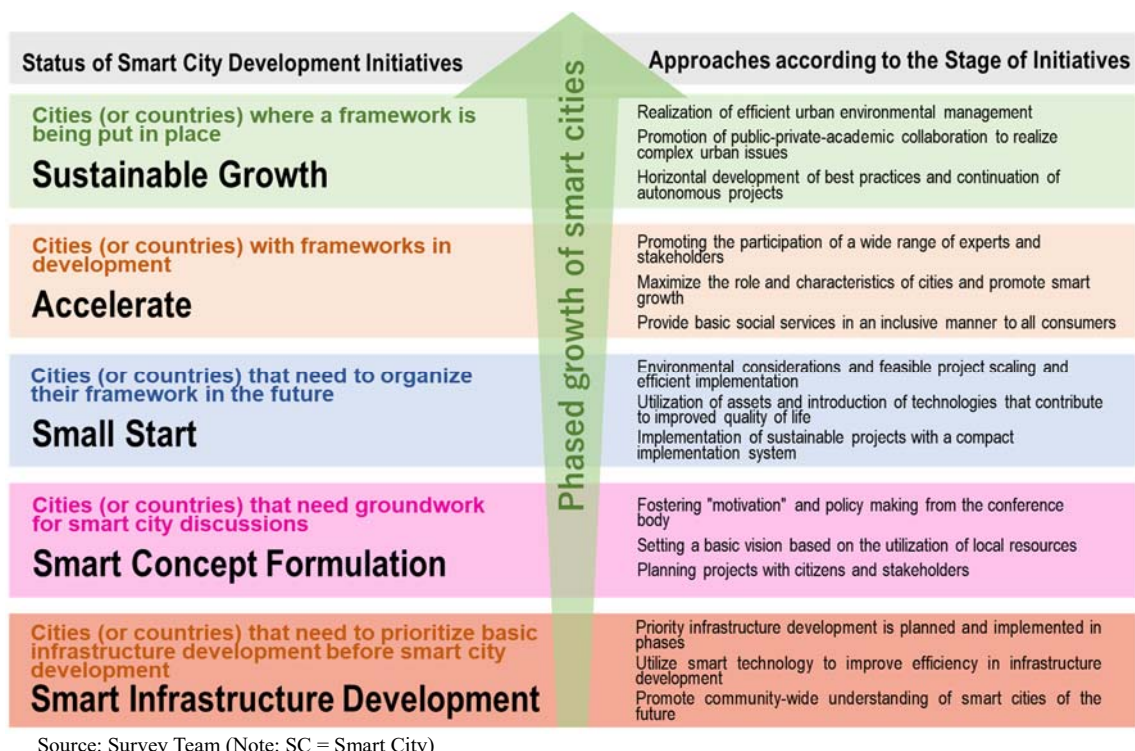 Status of Smart City Development Initiatives
Approaches according to the Stage of Initiatives
Phased growth of smart cities
Cities (or countries) where a framework is
being put in place
Sustainable Growth
Realization of efficient urban environmental management
Promotion of public-private-academic collaboration to realize
complex urban issues
Horizontal development of best practices and continuation of
autonomous projects
Cities (or countries) with frameworks in
development
Accelerate
Promoting the participation of a wide range of experts and
stakeholders
Maximize the role and characteristics of cities and promote smart
growth
Provide basic social services in an inclusive manner to all consumers
Cities (or countries) that need to organize
their framework in the future
Small Start
Environmental considerations and feasible project scaling and
efficient implementation
Utilization of assets and introduction of technologies that contribute
to improved quality of life
Implementation of sustainable projects with a compact
implementation system
Cities (or countries) that need groundwork
for smart city discussions
Smart Concept Formulation
Fostering "motivation" and policy making from the conference
body
Setting a basic vision based on the utilization of local resources
Planning projects with citizens and stakeholders
Cities (or countries) that need to prioritize basic
infrastructure development before smart city
development
Smart Infrastructure Development
Priority infrastructure development is planned and implemented in
phases
Utilize smart technology to improve efficiency in infrastructure
development
Promote community-wide understanding of smart cities of the
future
Source: Survey Team (Note: SC = Smart City)